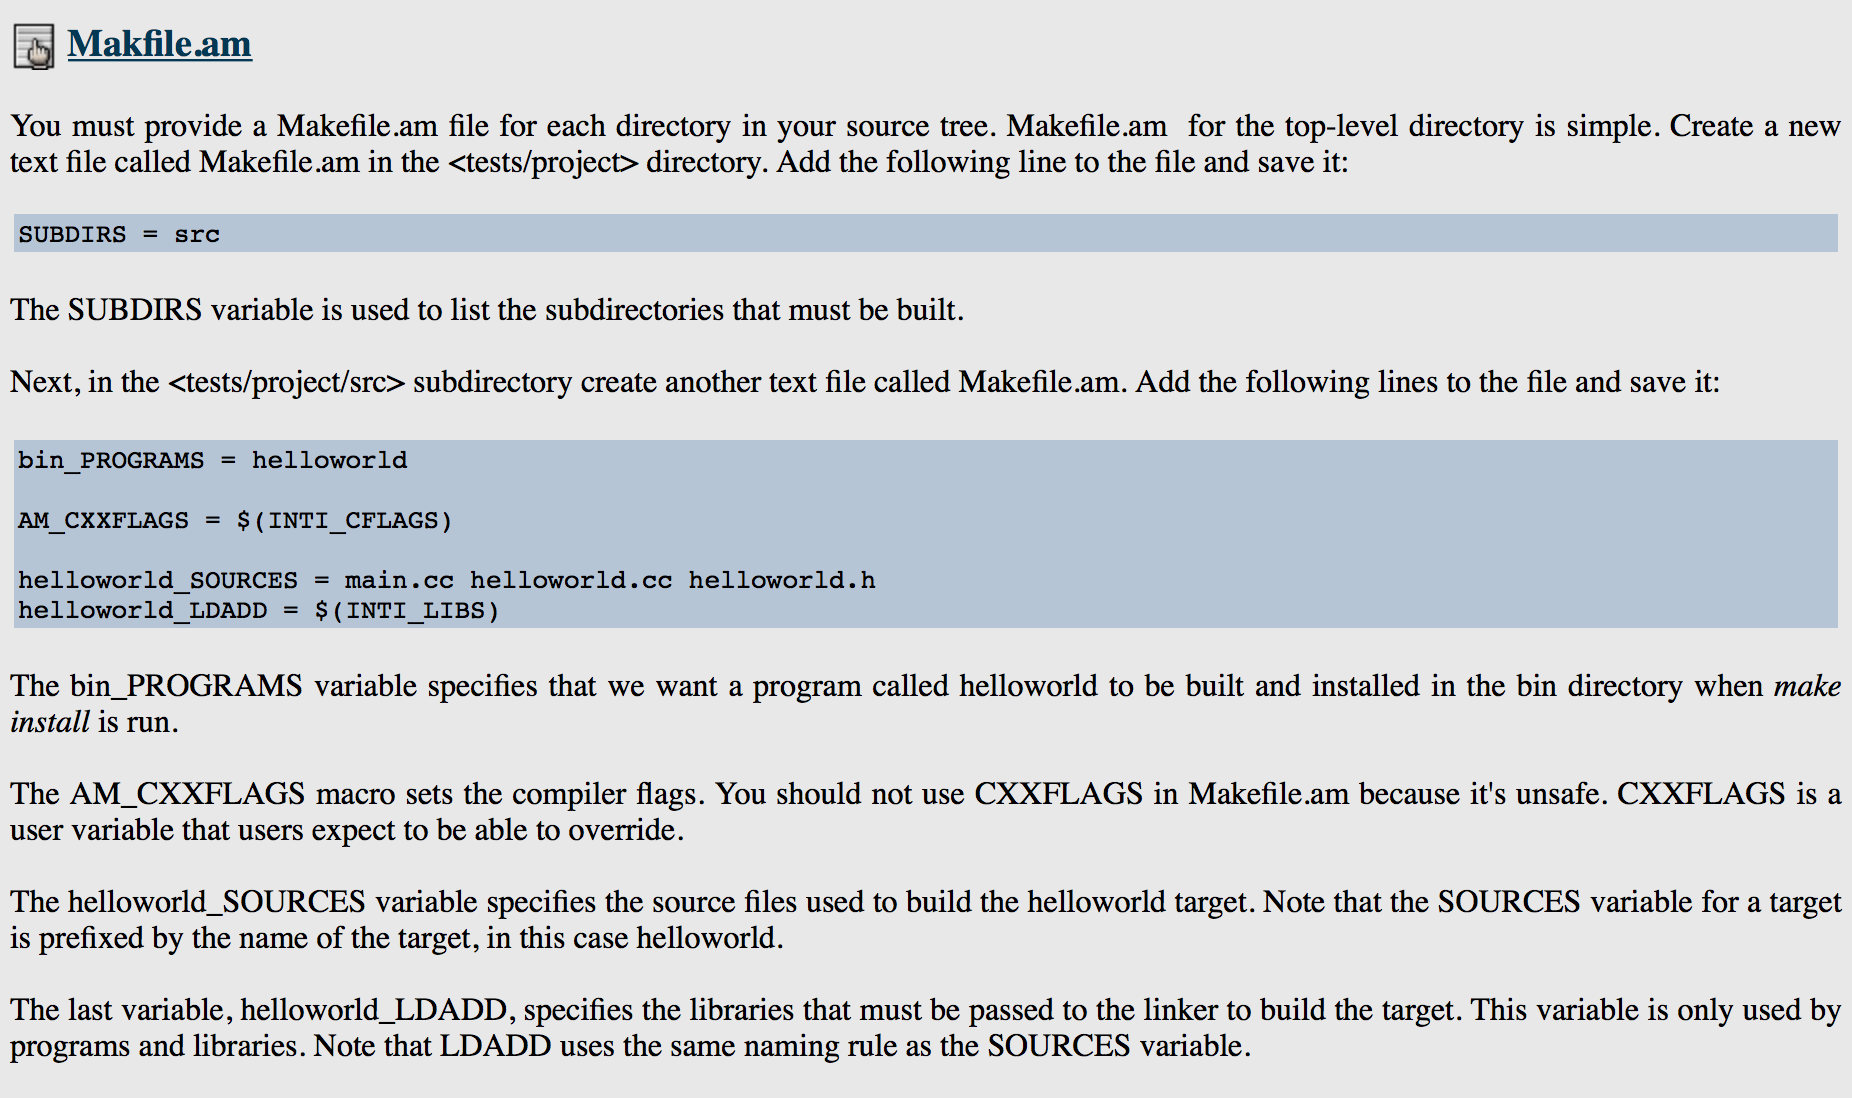 Makfile.am
You must provide a Makefile.am file for each directory in your source tree. Makefile.am  for the top-level directory is simple. Create a new
text file called Makefile.am in the <tests/project> directory. Add the following line to the file and save it:
SUBDIRS = src
The SUBDIRS variable is used to list the subdirectories that must be built.
Next, in the <tests/project/src> subdirectory create another text file called Makefile.am. Add the following lines to the file and save it:
bin_PROGRAMS = helloworld
AM_CXXFLAGS = $(INTI_CFLAGS)
helloworld_SOURCES = main.cc helloworld.cc helloworld.h
helloworld_LDADD = $(INTI_LIBS)
The bin_PROGRAMS variable specifies that we want a program called helloworld to be built and installed in the bin directory when make
install is run.
The AM_CXXFLAGS macro sets the compiler flags. You should not use CXXFLAGS in Makefile.am because it's unsafe. CXXFLAGS is a
user variable that users expect to be able to override.
The helloworld_SOURCES variable specifies the source files used to build the helloworld target. Note that the SOURCES variable for a target
is prefixed by the name of the target, in this case helloworld.
The last variable, helloworld_LDADD, specifies the libraries that must be passed to the linker to build the target. This variable is only used by
programs and libraries. Note that LDADD uses the same naming rule as the SOURCES variable.